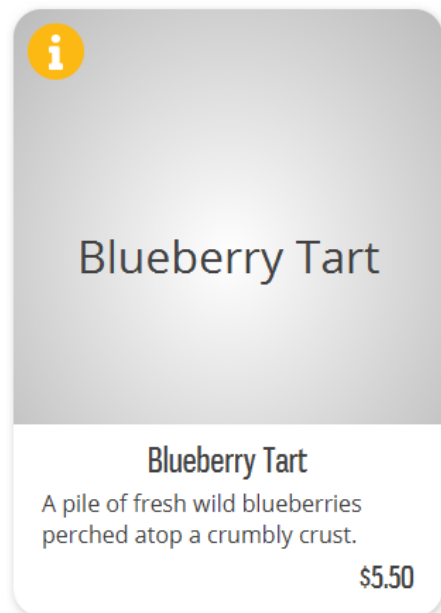 i
Blueberry Tart
Blueberry Tart
A pile of fresh wild blueberries
perched atop a crumbly crust.
$5.50